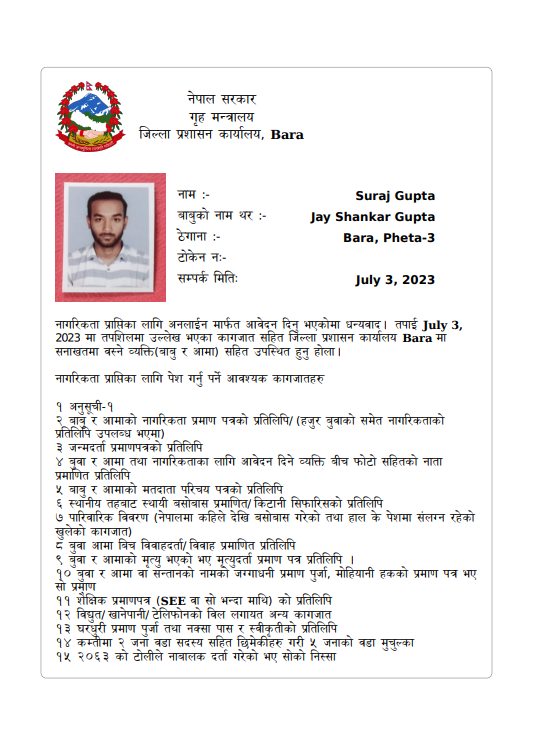 नेपाल सरकार
गृह मन्त्रालय
जिल्ला प्रशासन कार्यालय, Bara
नाम :- Suraj Gupta
बाबुको नाम थर :- Jay Shankar Gupta
ठेगाना :- Bara, Pheta-3
टोकेन नः-
सम्पर्क मितिः July 3, 2023
नागरिकता प्राप्तिका लागि अनलाईन मार्फत आवेदन दिनु भएकोमा धन्यवाद। तपाई July 3,
2023 मा तपशिलमा उल्लेख भएका कागजात सहित जिल्ला प्रशासन कार्यालय Bara मा
सनाखतमा वस्ने व्यक्ति(बाबु र आमा) सहित उपस्थित हुनु होला।
नागरिकता प्राप्तिका लागि पेश गर्नु पर्ने आवश्यक कागजातहरु
१ अनुसूची-१
२ बाबु र आमाको नागरिकता प्रमाण पत्रको प्रतिलिपि/ (हजुर बुवाको समेत नागरिकताको
प्रतिलिपि उपलब्ध भएमा)
३ जन्मदर्ता प्रमाणपत्रको प्रतिलिपि
४ बुवा र आमा तथा नागरिकताका लागि आवेदन दिने व्यक्ति बीच फोटो सहितको नाता
प्रमाणित प्रतिलिपि
५ बाबु र आमाको मतदाता परिचय पत्रको प्रतिलिपि
६ स्थानीय तहबाट स्थायी बसोबास प्रमाणित/ किटानी सिफारिसको प्रतिलिपि
७ पारिवारिक विवरण (नेपालमा कहिले देखि बसोबास गरेको तथा हाल के पेशमा संलग्न रहेको
खुलेको कागजात)
८ बुवा आमा बिच विवाहदर्ता/ विवाह प्रमाणित प्रतिलिपि
९ बुवा र आमाको मृत्यु भएको भए मृत्युदर्ता प्रमाण पत्र प्रतिलिपि ।
१० बुवा र आमा वा सन्तानको नामको जग्गाधनी प्रमाण पुर्जा, मोहियानी हकको प्रमाण पत्र भए
सो प्रमाण
११ शैक्षिक प्रमाणपत्र (SEE वा सो भन्दा माथि) को प्रतिलिपि
१२ विद्युत/ खानेपानी/ टेलिफोनको विल लगायत अन्य कागजात
१३ घरधुरी प्रमाण पुर्जा तथा नक्सा पास र स्वीकृतीको प्रतिलिपि
१४ कम्तीमा २ जना वडा सदस्य सहित छिमेकीहरु गरी ५ जनाको वडा मुचुल्का
१५ २०६३ को टोलीले नाबालक दर्ता गरेको भए सोको निस्सा